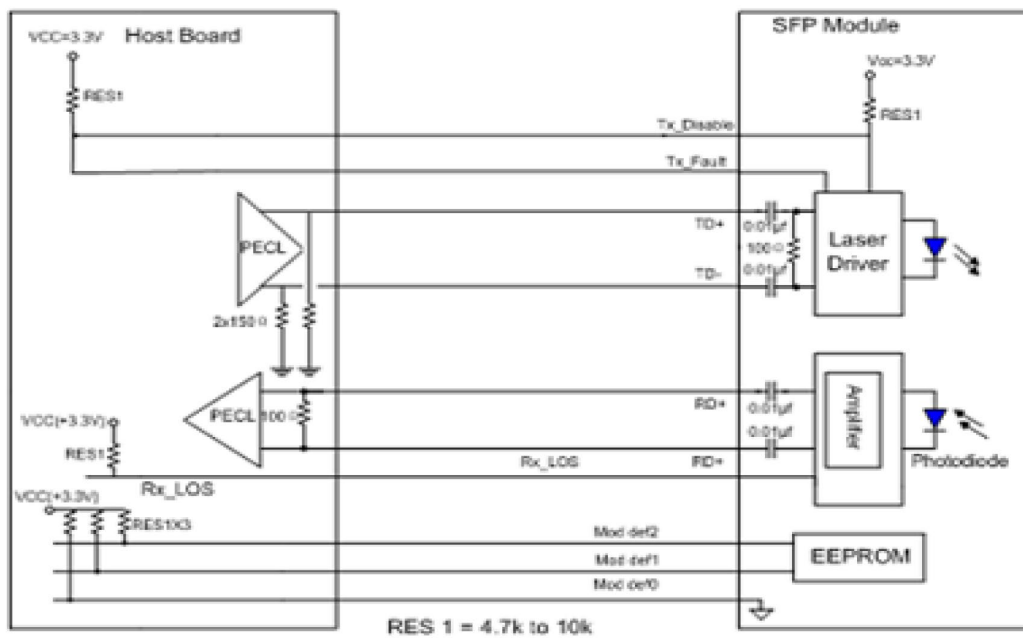 Host Board
SFP Module
VCC=3.3V
Vcc=3.3V
RES1
RES1
Tx_Disable
Tx_Fault
PECL
TD+
0.01µf
100Ω
Laser
Driver
TD-
0.01µf
2x150Ω
PECL
100Ω
RD+
0.01µf
Amplifier
VCC(+3.3V)
RES1
0.01µf
Rx_LOS
RD+
Photodiode
Rx_LOS
VCC(+3.3V)
RES1X3
Mod def2
Mod def1
EEPROM
Mod def0
RES 1 = 4.7k to 10k